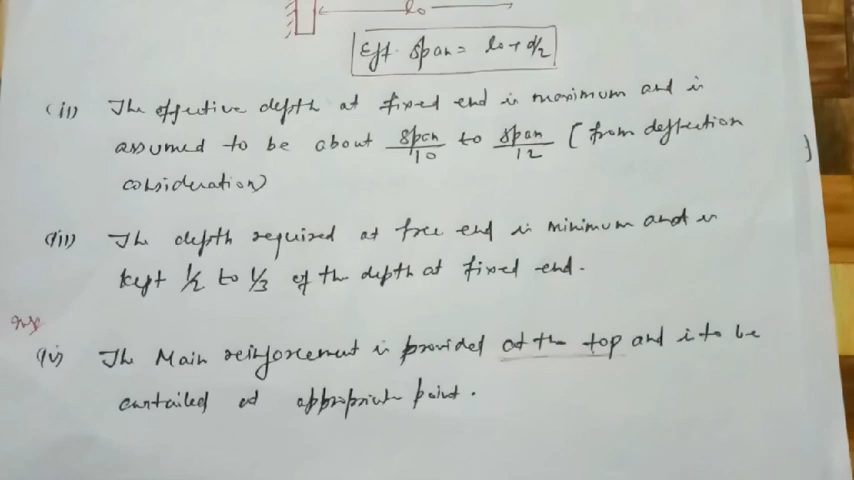 l₀
Eff. Span = l₀ + d/2
(ii) The effective depth at fixed end is maximum and is
assumed to be about span/10 to span/12 [from deflection
consideration]
(iii) The depth required at free end is minimum and is
kept 1/2 to 1/3 of the depth at fixed end.
(iv) The Main reinforcement is provided at the top and is to be
curtailed at appropriate point.